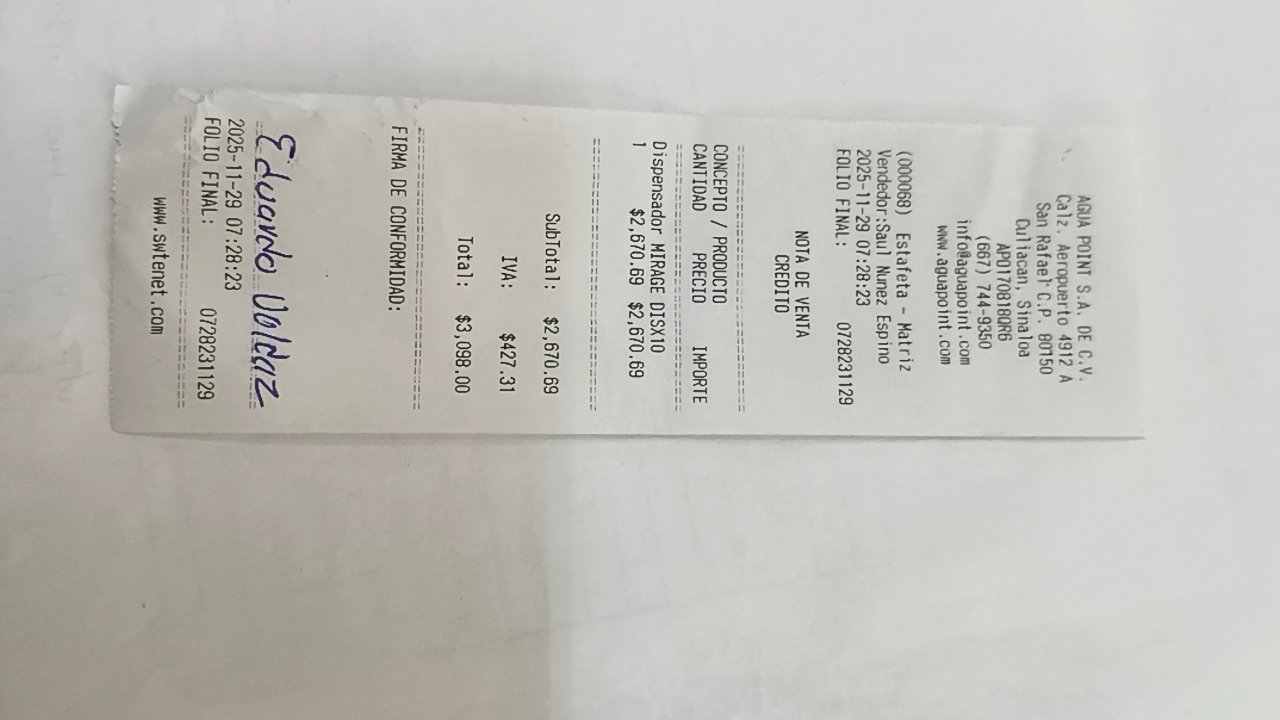 AGUA POINT S.A. DE C.V.
Calz. Aeropuerto 4912 A
San Rafael C.P. 80150
Culiacan, Sinaloa
APO170818QR6
(667) 744-9350
info@aguapoint.com
www.aguapoint.com
(000068) Estafeta - Matriz
Vendedor:Saul Nunez Espino
2025-11-29 07:28:23
FOLIO FINAL: 0728231129
NOTA DE VENTA
CREDITO
CONCEPTO / PRODUCTO
CANTIDAD PRECIO IMPORTE
Dispensador MIRAGE DISX10
1 $2,670.69 $2,670.69
SubTotal: $2,670.69
IVA: $427.31
Total: $3,098.00
FIRMA DE CONFORMIDAD:
Eduardo Valdaz
2025-11-29 07:28:23
FOLIO FINAL: 0728231129
www.swtenet.com